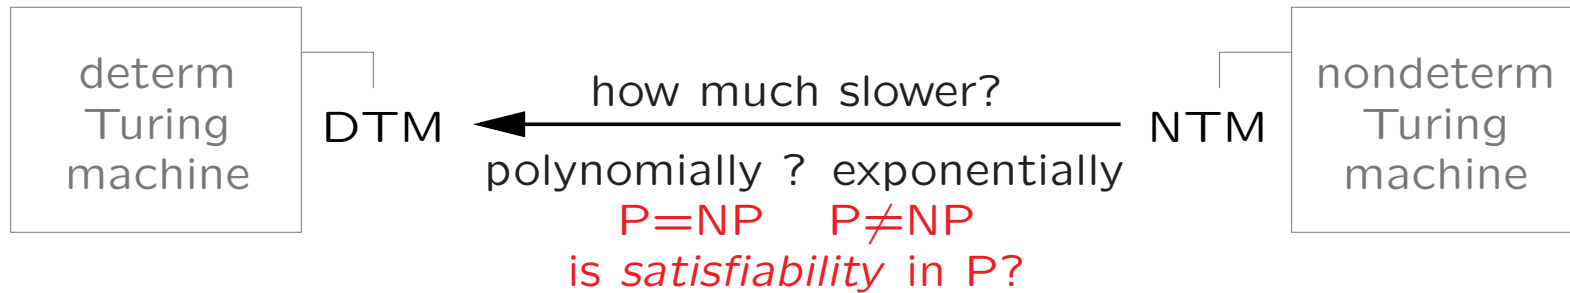 determ
Turing
machine
DTM
how much slower?
polynomially ? exponentially
P=NP P≠NP
is satisfiability in P?
NTM
nondeterm
Turing
machine